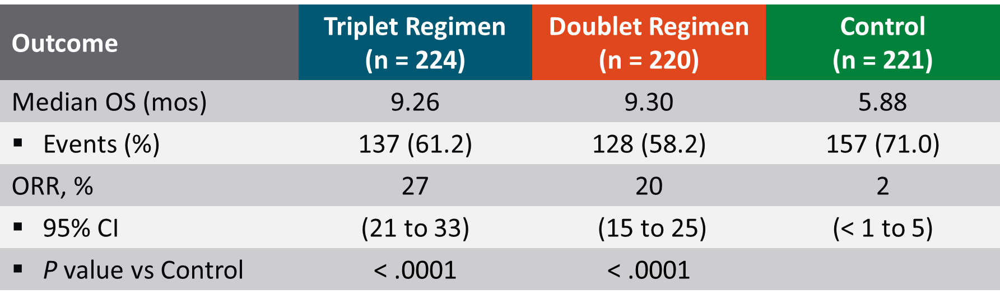 Outcome
Triplet Regimen
(n = 224)
Doublet Regimen
(n = 220)
Control
(n = 221)
Median OS (mos) 9.26 9.30 5.88
▪ Events (%) 137 (61.2) 128 (58.2) 157 (71.0)
ORR, % 27 20 2
▪ 95% CI (21 to 33) (15 to 25) (< 1 to 5)
▪ P value vs Control < .0001 < .0001